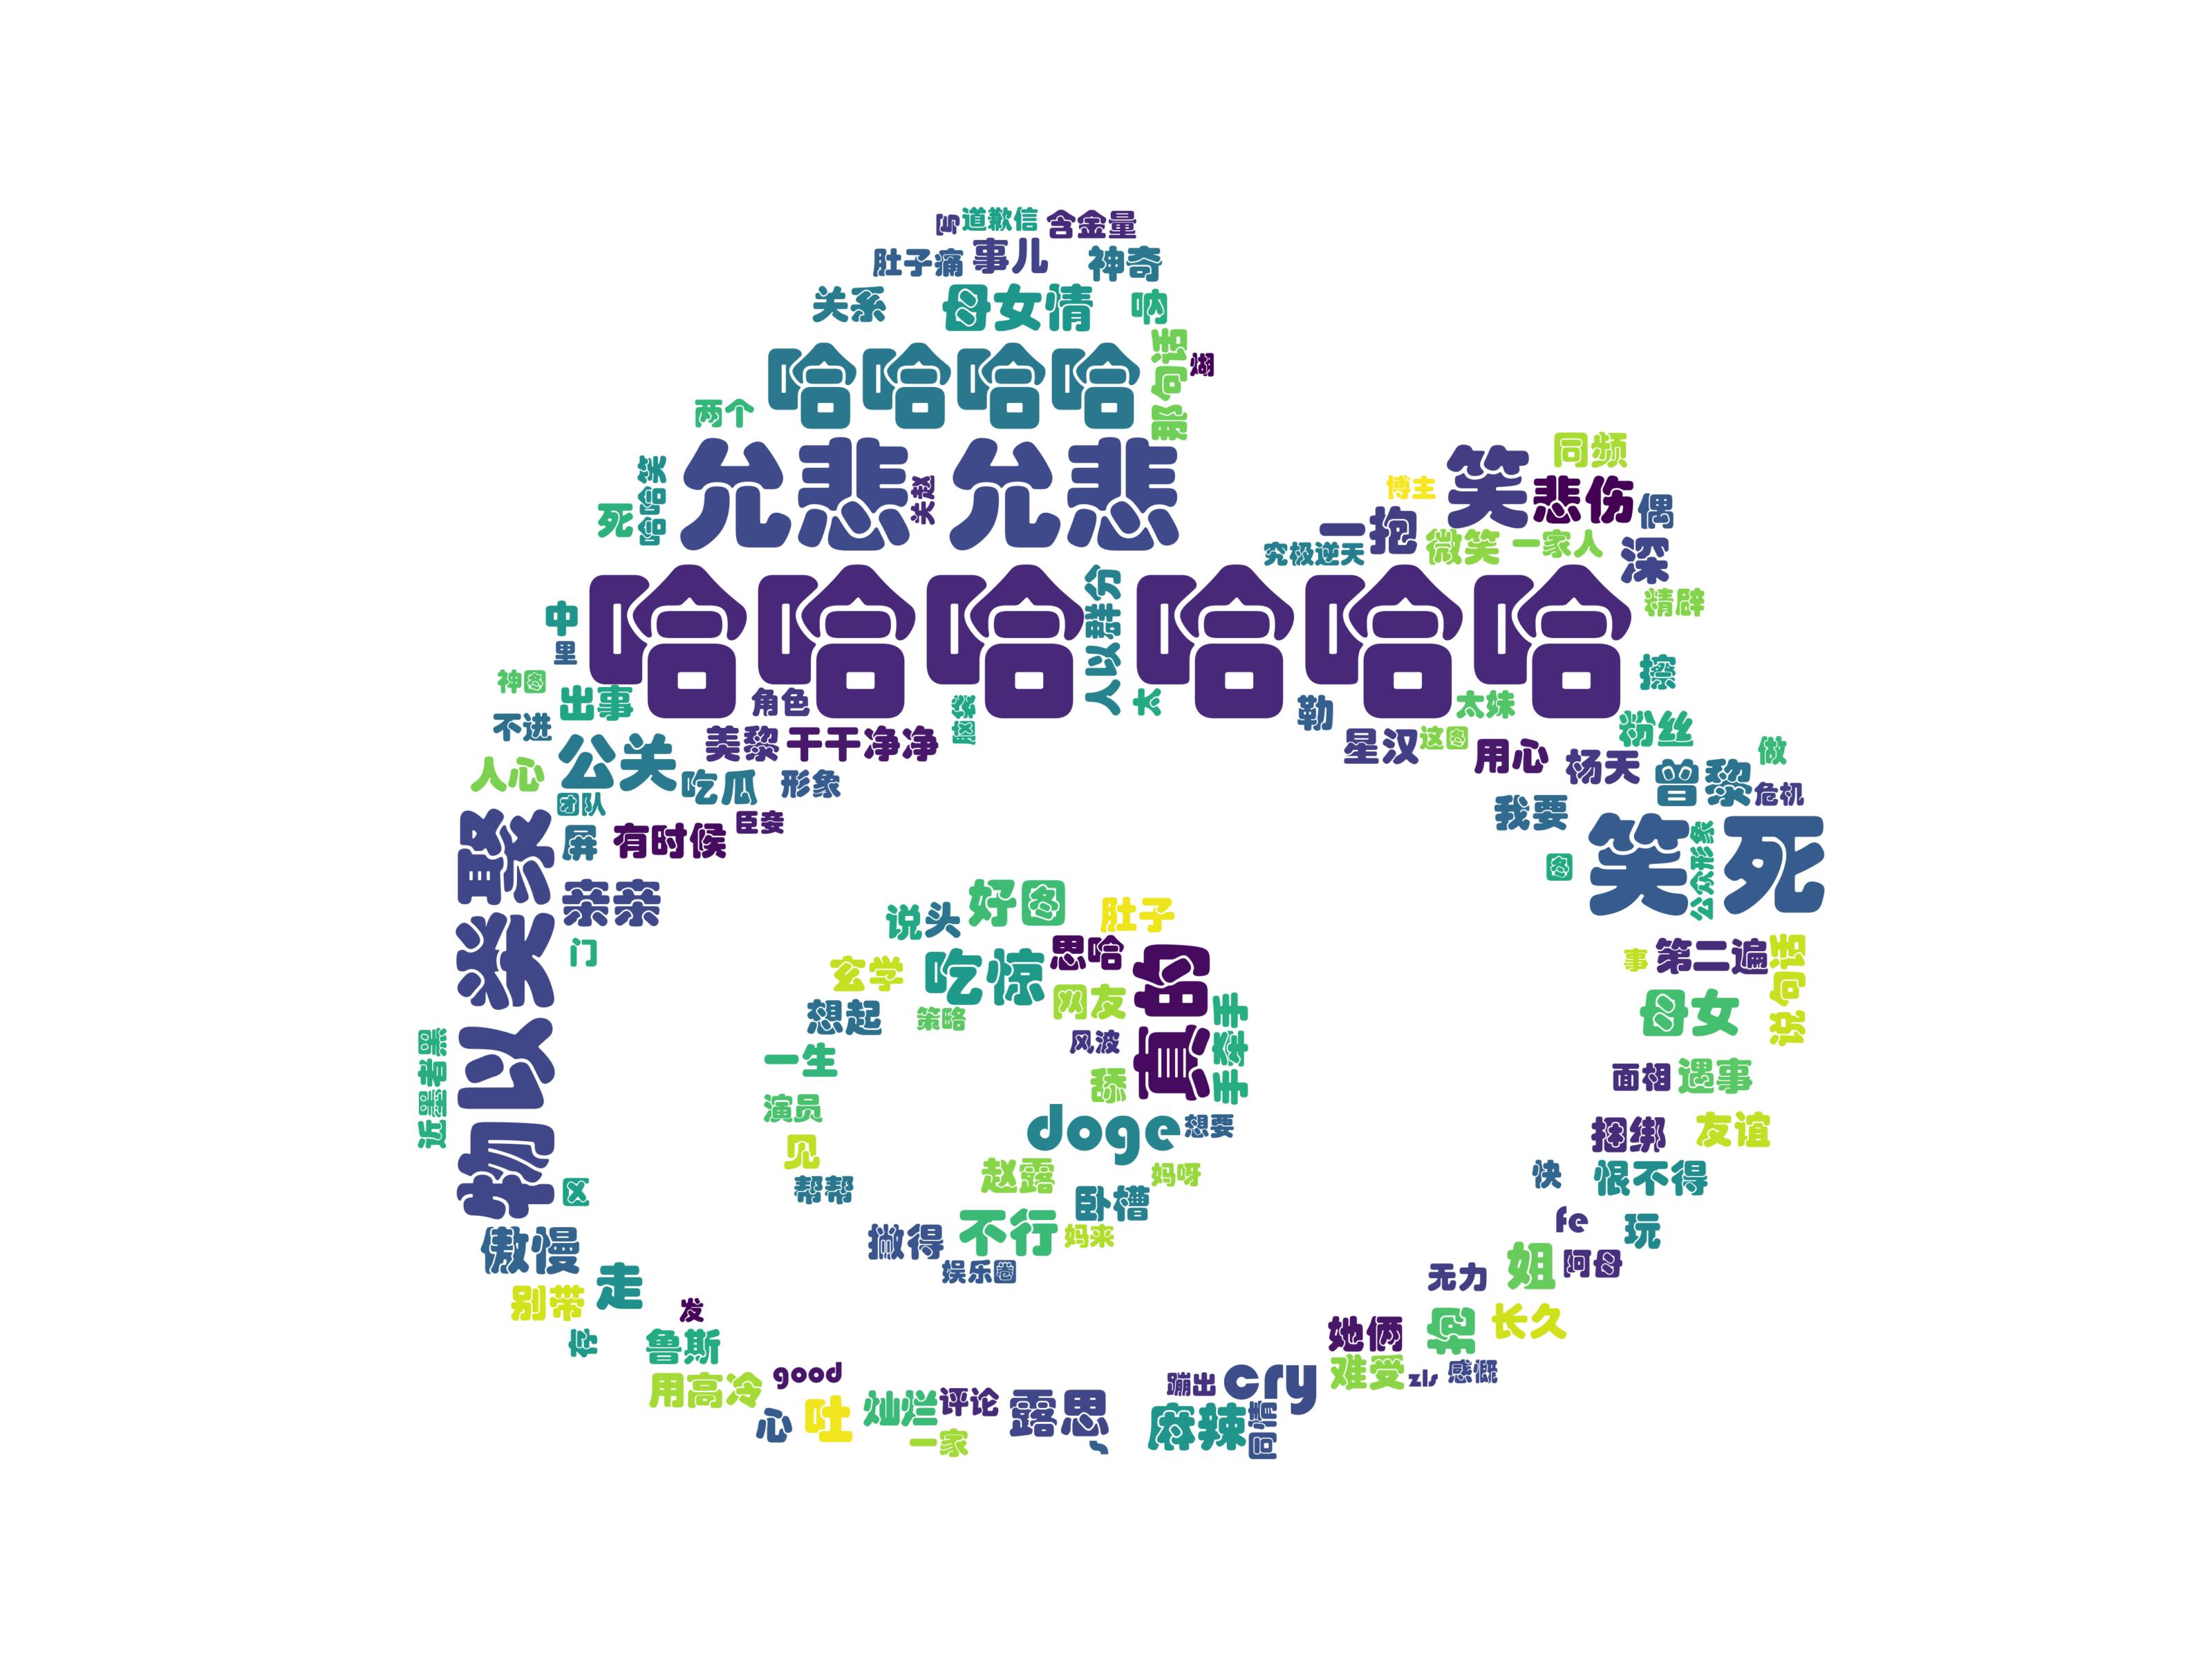 道歉信 含金量
肚子痛 事儿 神奇
关系 母女情 呐
那句话
哈哈哈哈
两个
允悲 允悲
关赵
哈哈哈笑
死
同频
博主 笑 悲伤 偶
一抱
究极逆天 微笑 一家人 深
精辟
哈哈哈 哈哈哈
人以群分
太
中
里
神图 出事 角色 勒 太妹 擦
不进 美黎 干干净净 星汉 这图 用心 杨天 粉丝 做
人心 公关 吃瓜 形象 曾黎 危机
团队 臣妾 我要
屏 有时候
物以类聚
亲亲
门
图 笑 死
公众形象
近墨者黑
说头 好图 肚子
玄学 吃惊 思哈 真的
想起 策略 网友
手牵手
一生 风波
演员 舔
doge 想要
见 赵露 妈呀
帮帮 卧槽
撇得 不行 妈来
娱乐圈
事 第二遍
说句话
母女
面相 遇事
捆绑 友谊
快 恨不得
fe 玩
无力 姐 阿母
区
傲慢
别带 走
发
鲁斯
用高冷 good
心 吐 灿烂 评论 露思
一家
她俩 长久
蹦出 cry 难受 zls 感慨
麻辣
同情